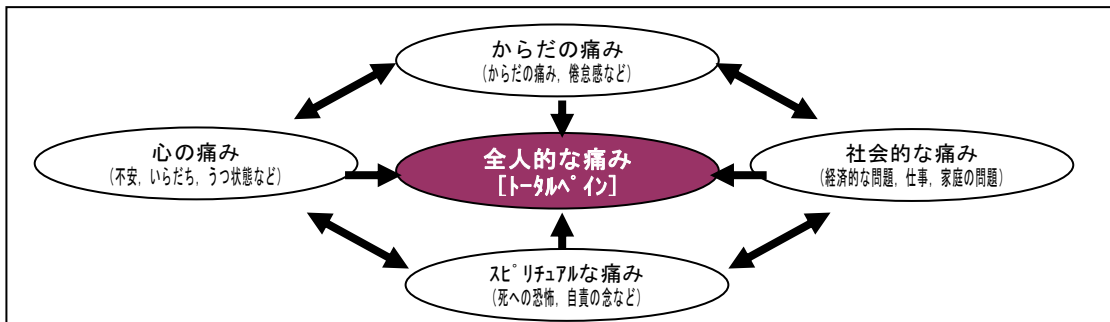 からだの痛み
（からだの痛み，倦怠感など）
心の痛み
（不安，いらだち，うつ状態など）
全人的な痛み
［ﾄｰﾀﾙﾍﾟｲﾝ］
社会的な痛み
（経済的な問題，仕事，家庭の問題）
ｽﾋﾟﾘﾁｭｱﾙな痛み
（死への恐怖，自責の念など）